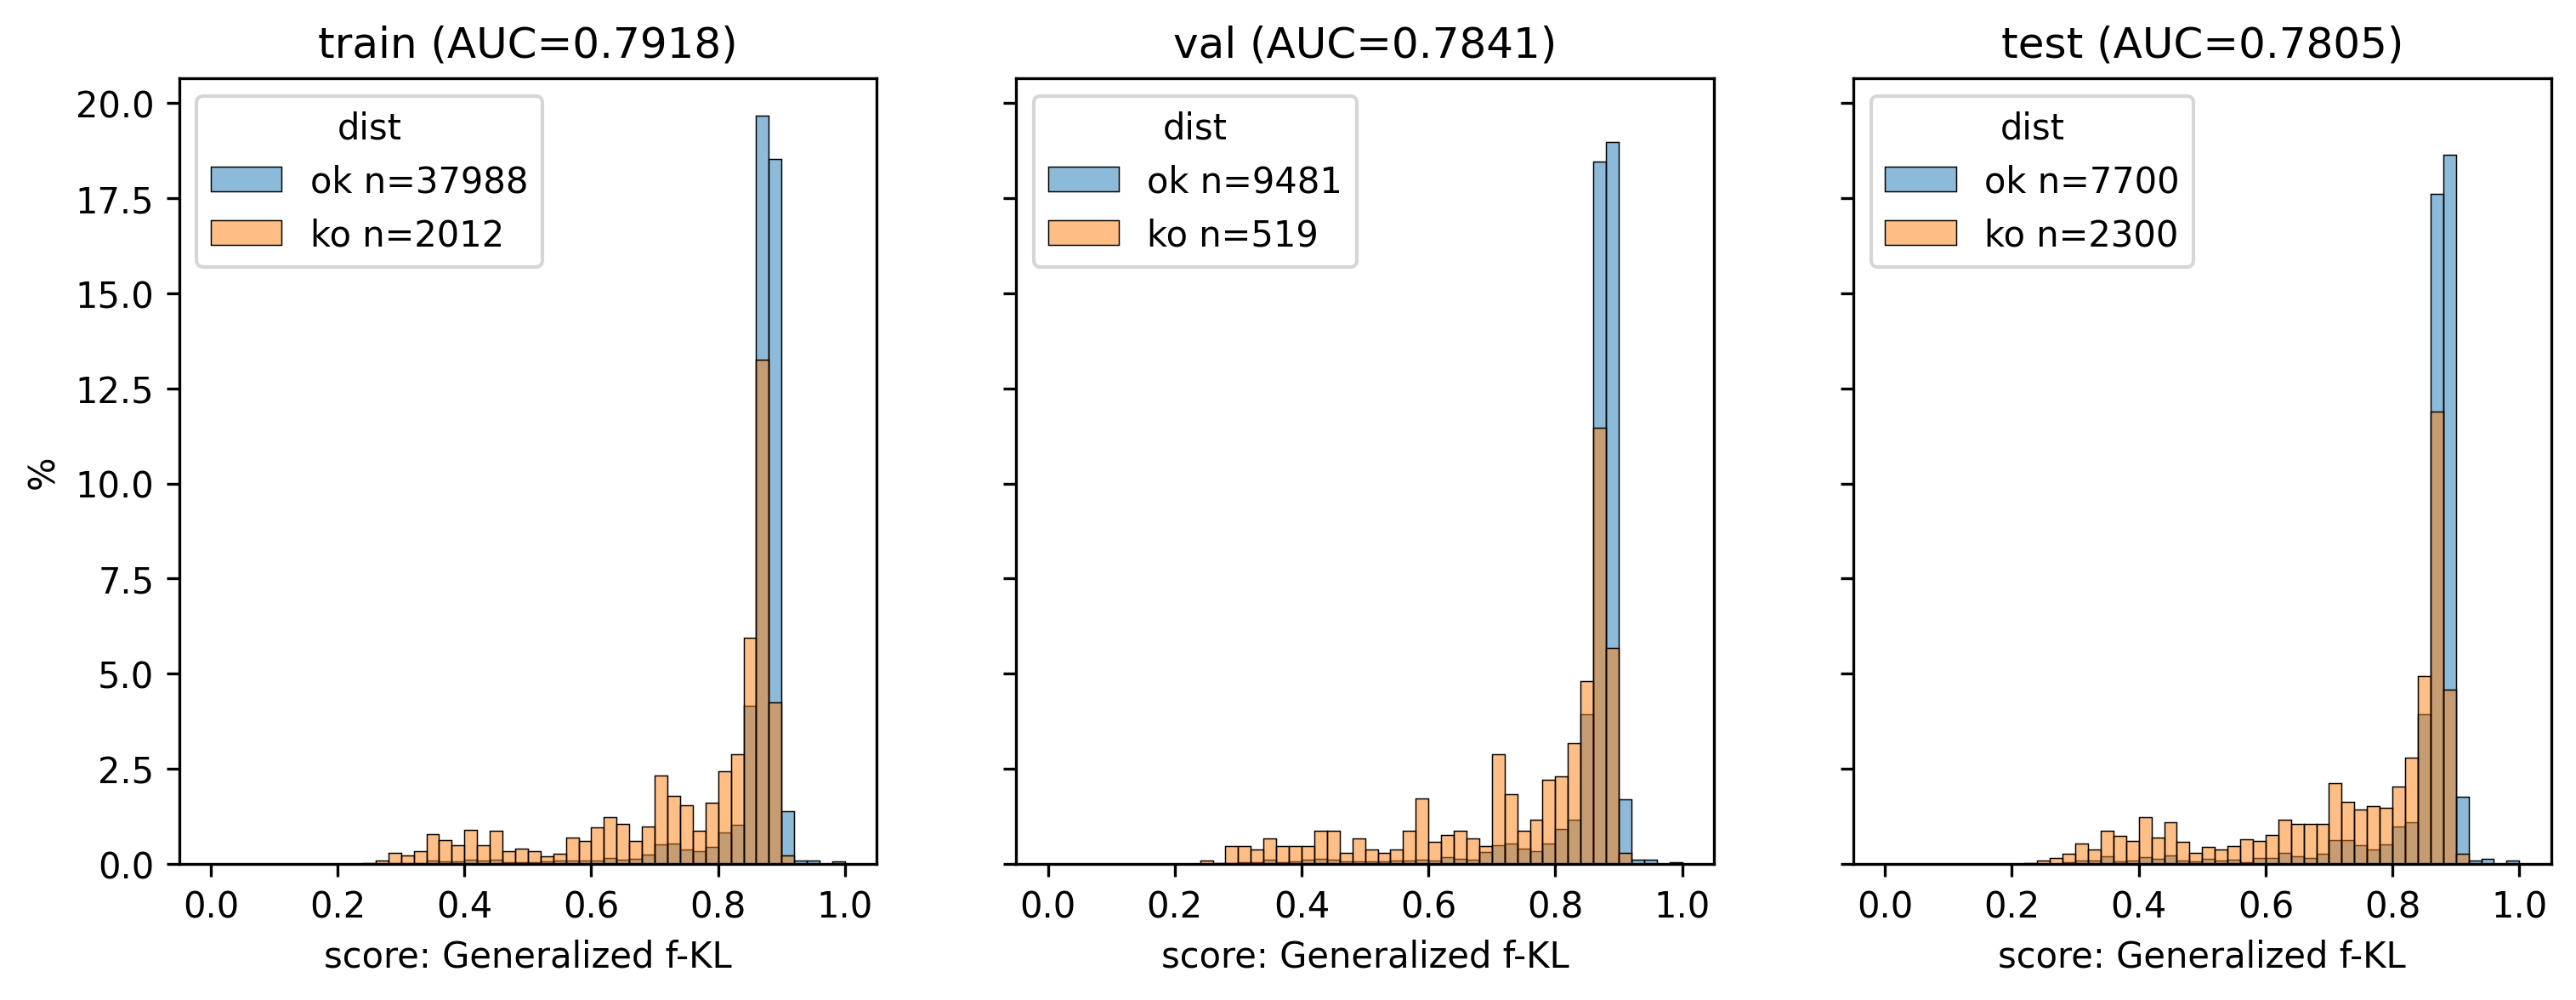 train (AUC=0.7918)
val (AUC=0.7841)
test (AUC=0.7805)
dist
ok n=37988
ko n=2012
dist
ok n=9481
ko n=519
dist
ok n=7700
ko n=2300
%
20.0
17.5
15.0
12.5
10.0
7.5
5.0
2.5
0.0
0.0 0.2 0.4 0.6 0.8 1.0
0.0 0.2 0.4 0.6 0.8 1.0
0.0 0.2 0.4 0.6 0.8 1.0
score: Generalized f-KL
score: Generalized f-KL
score: Generalized f-KL